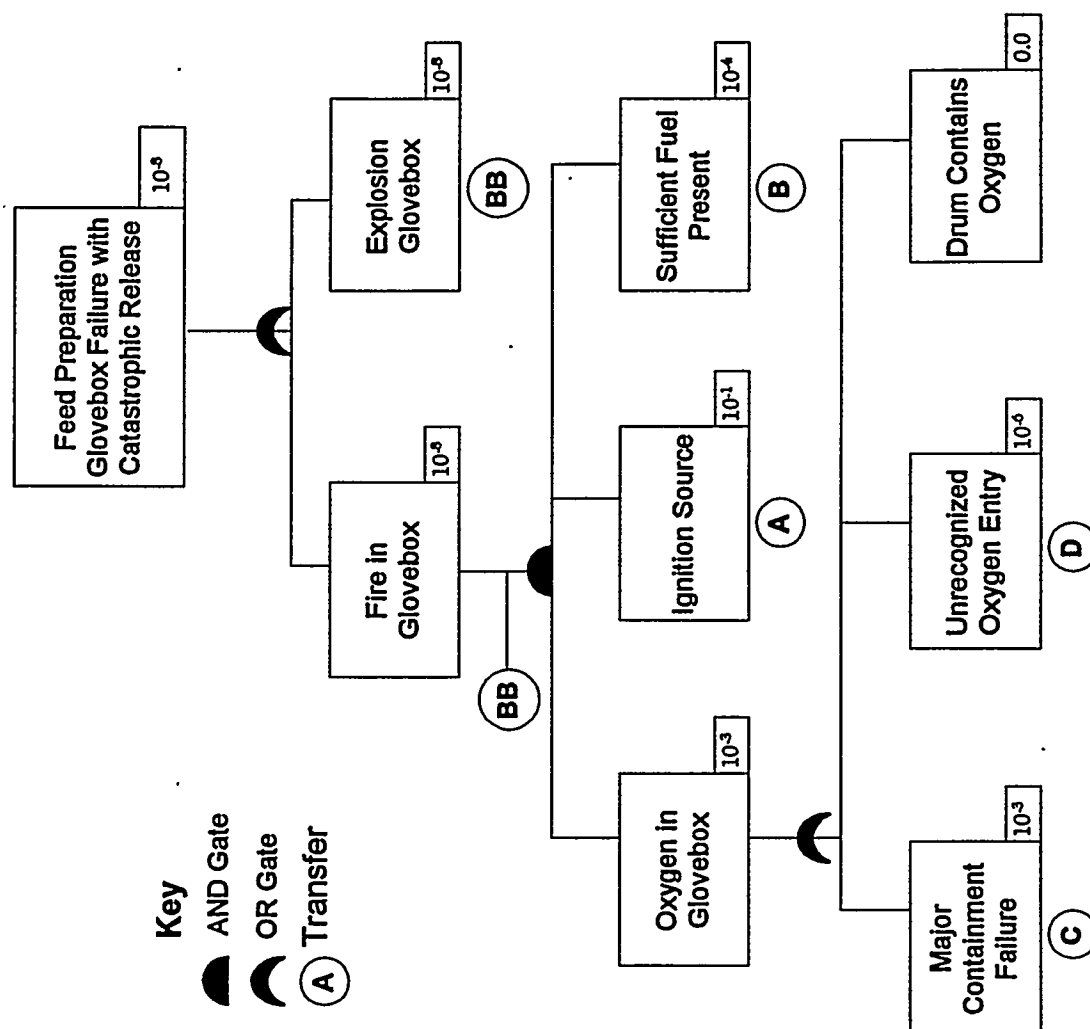 Feed Preparation
Glovebox Failure with
Catastrophic Release
10⁻⁸
Key
AND Gate
OR Gate
A Transfer
Fire in
Glovebox
10⁻⁸
Explosion
Glovebox
10⁻⁸
BB
BB
Oxygen in
Glovebox
10⁻³
Ignition Source
10⁻¹
A
Sufficient Fuel
Present
10⁻⁴
B
Major
Containment
Failure
10⁻³
C
Unrecognized
Oxygen Entry
D
Drum Contains
Oxygen
0.0